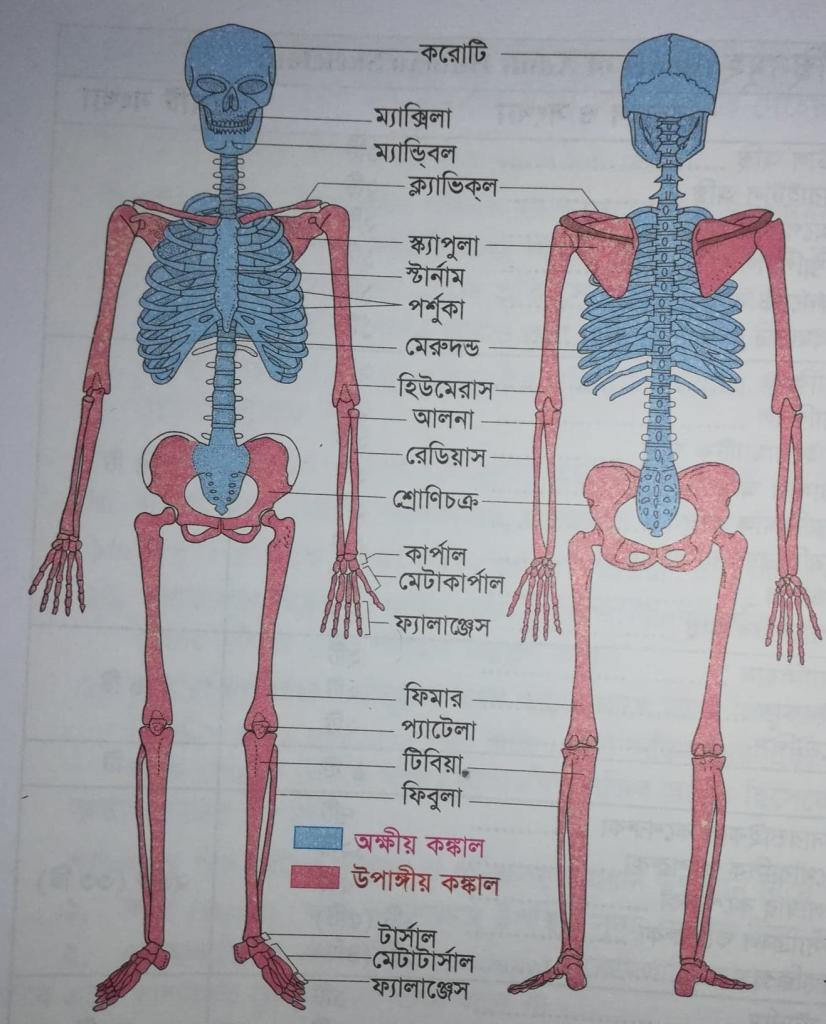 করোটি
ম্যাক্সিলা
ম্যান্ডিবল
ক্ল্যাভিক্‌ল
স্ক্যাপুলা
স্টার্নাম
পর্শুকা
মেরুদন্ড
হিউমেরাস
আলনা
রেডিয়াস
শ্রোণিচক্র
কার্পাল
মেটাকার্পাল
ফ্যালাঞ্জেস
ফিমার
প্যাটেলা
টিবিয়া
ফিবুলা
অক্ষীয় কঙ্কাল
উপাঙ্গীয় কঙ্কাল
টার্সাল
মেটাটার্সাল
ফ্যালাঞ্জেস